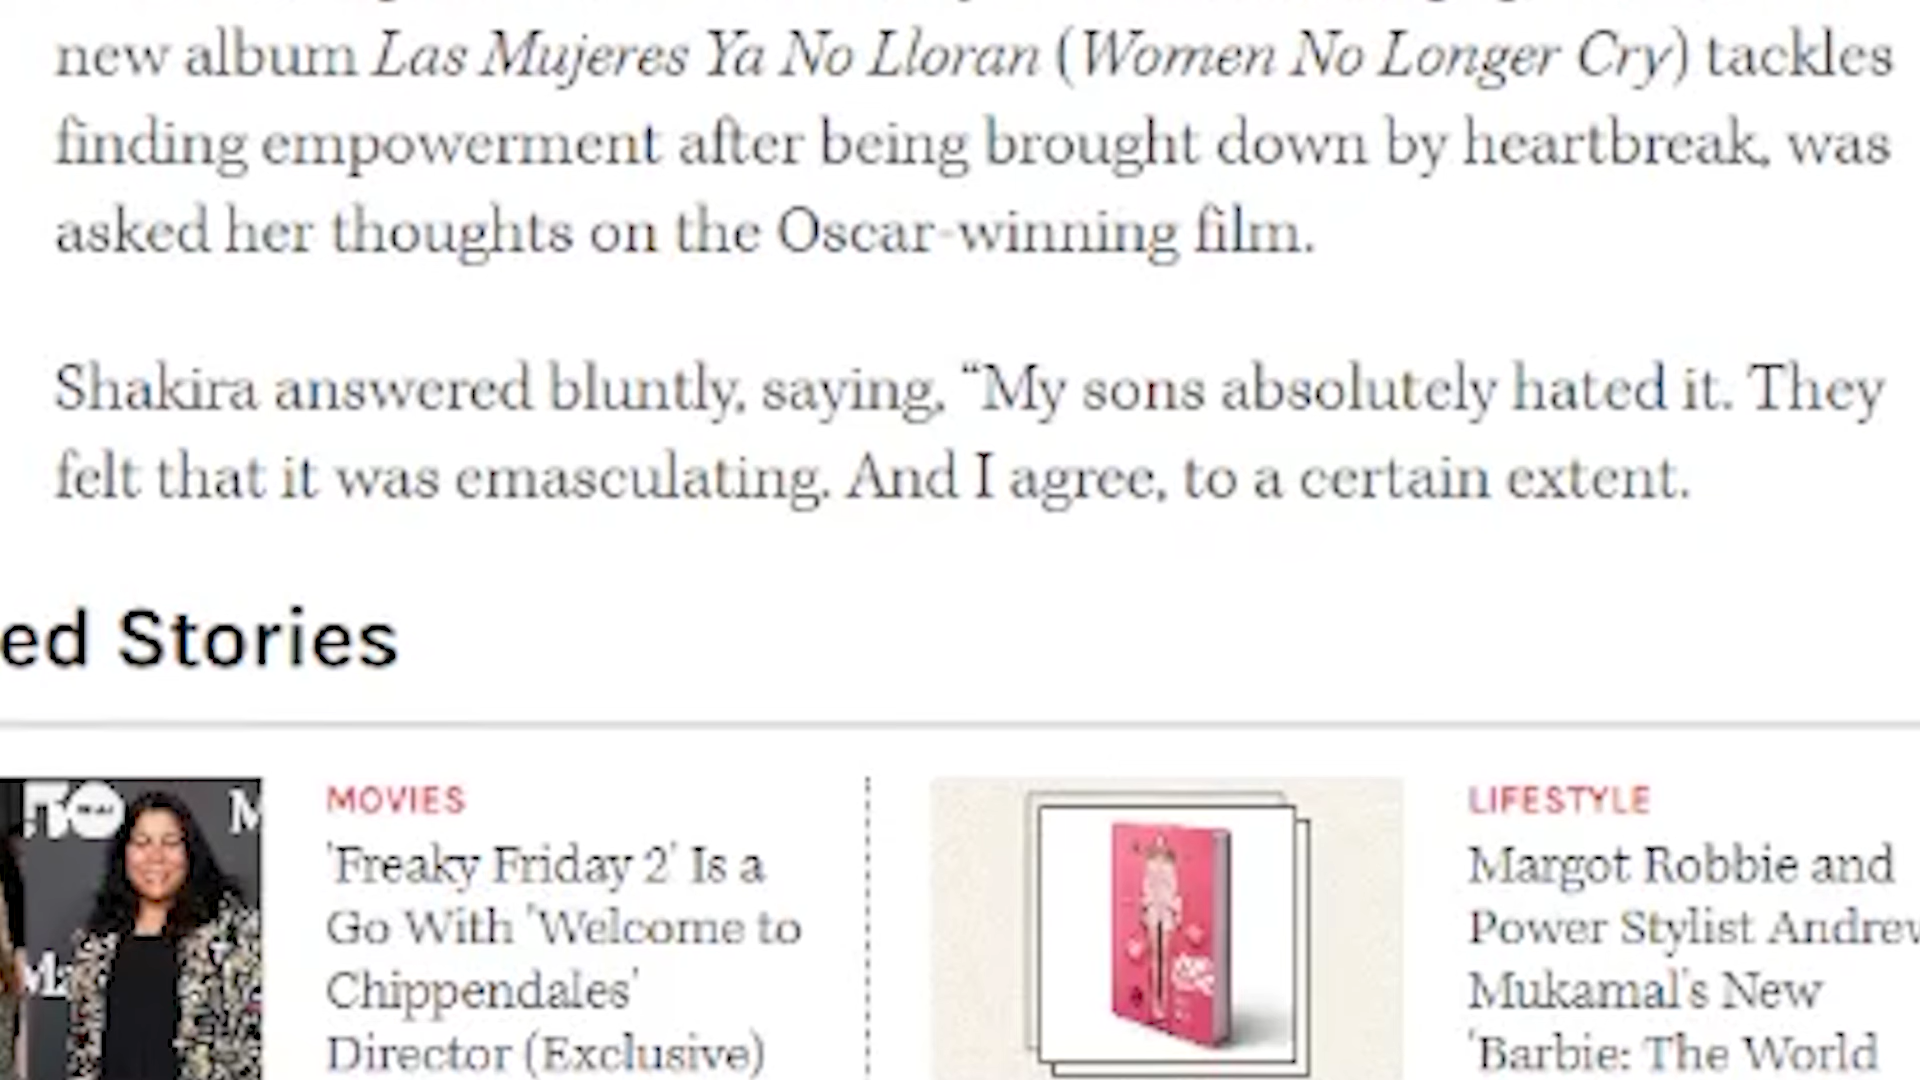 new album Las Mujeres Ya No Lloran (Women No Longer Cry) tackles
finding empowerment after being brought down by heartbreak, was
asked her thoughts on the Oscar-winning film.
Shakira answered bluntly, saying, “My sons absolutely hated it. They
felt that it was emasculating. And I agree, to a certain extent.
ed Stories
MOVIES
'Freaky Friday 2' Is a
Go With 'Welcome to
Chippendales'
Director (Exclusive)
LIFESTYLE
Margot Robbie and
Power Stylist Andrew
Mukamal's New
'Barbie: The World